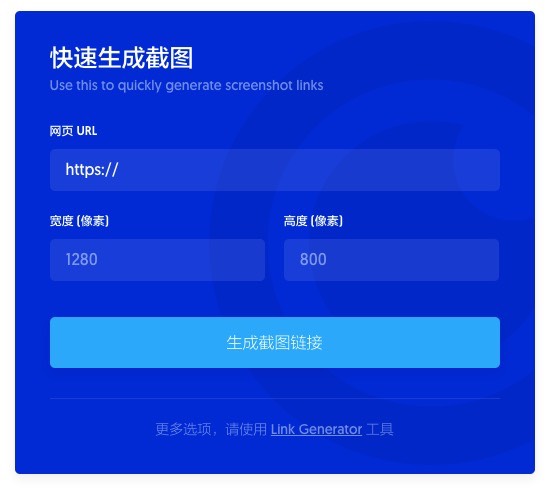 快速生成截图
Use this to quickly generate screenshot links
网页 URL
https://
宽度 (像素)
高度 (像素)
1280
800
生成截图链接
更多选项，请使用 Link Generator 工具